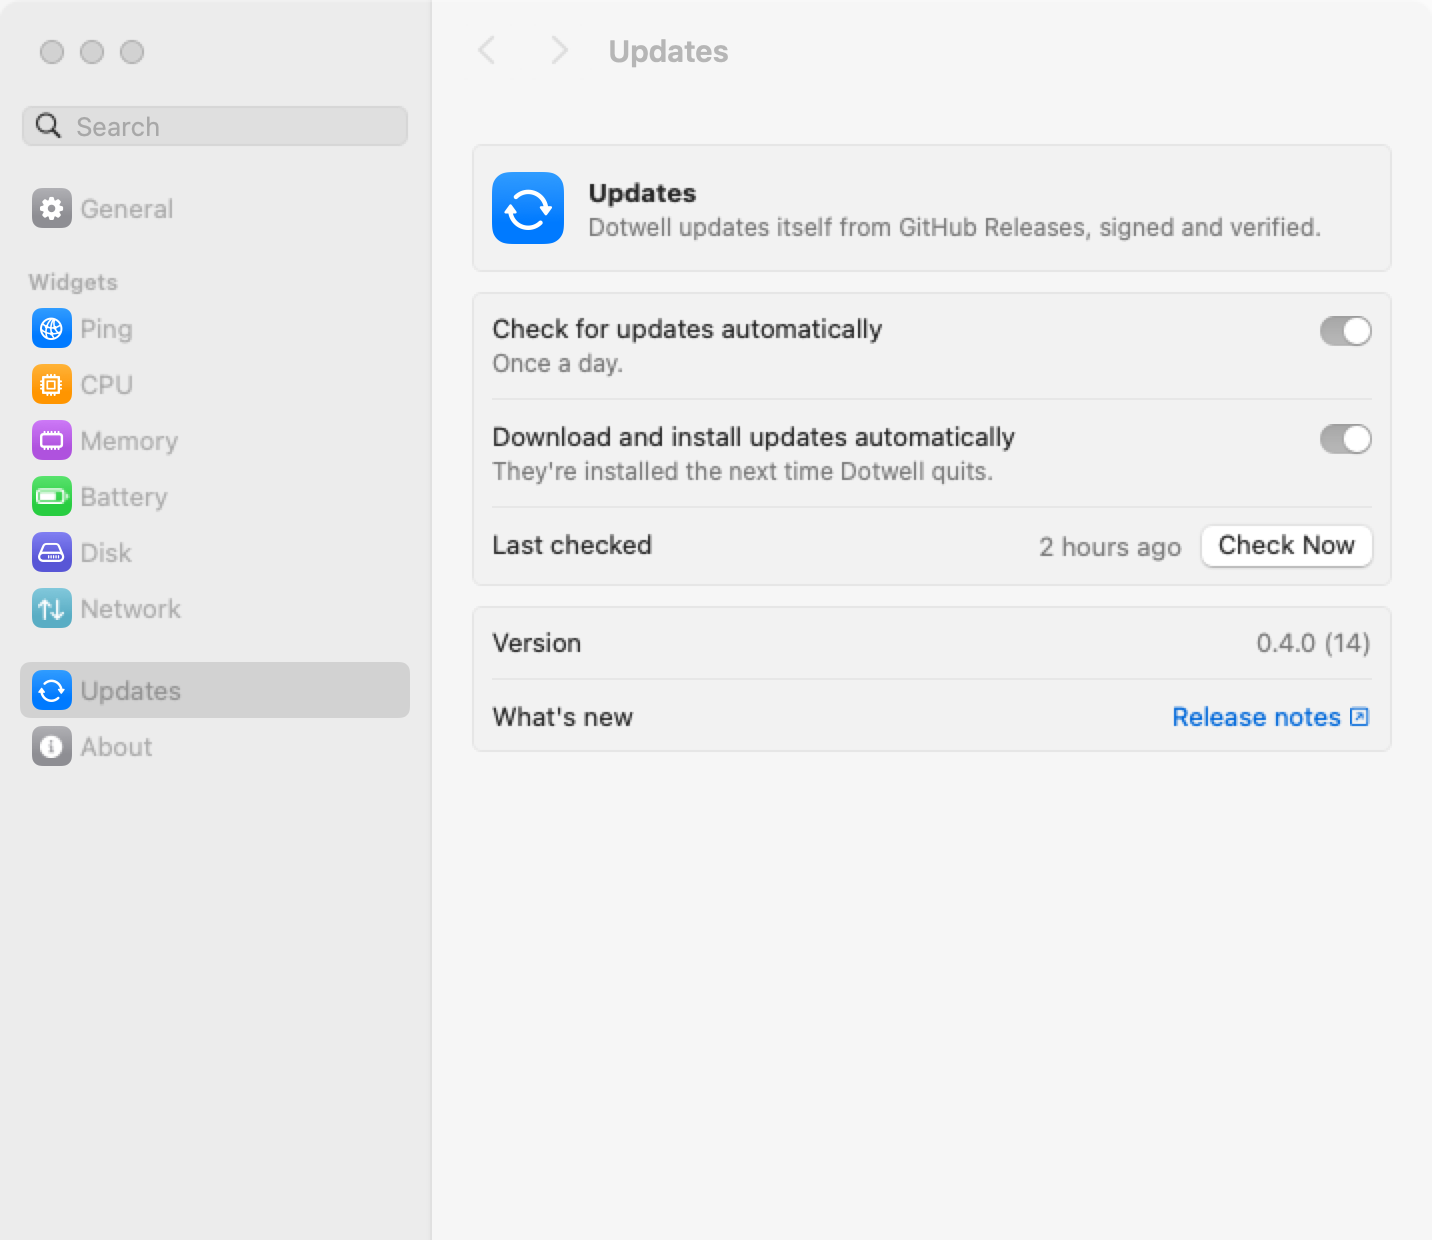 Updates
Search
General
Widgets
Ping
CPU
Memory
Battery
Disk
Network
Updates
About
Updates
Dotwell updates itself from GitHub Releases, signed and verified.
Check for updates automatically
Once a day.
Download and install updates automatically
They're installed the next time Dotwell quits.
Last checked 2 hours ago Check Now
Version 0.4.0 (14)
What's new Release notes